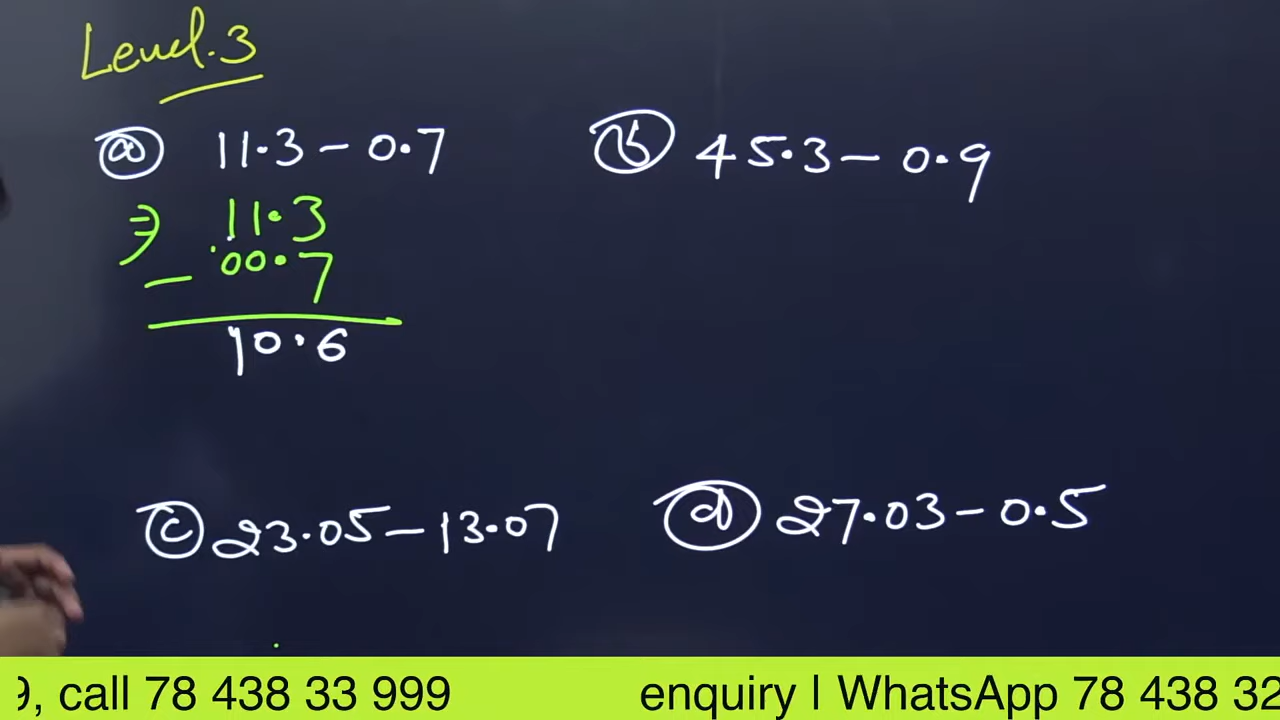 Level.3
ⓐ 11.3 - 0.7
ⓑ 45.3 - 0.9
⇒ 11.3
- 00.7
10.6
ⓒ 23.05 - 13.07
ⓓ 27.03 - 0.5
9, call 78 438 33 999
enquiry I WhatsApp 78 438 32